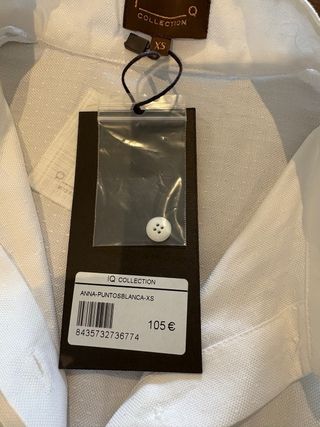 I Q
COLLECTION
XS
IQ COLLECTION
ANNA-PUNTOSBLANCA-XS
105 €
8435732736774